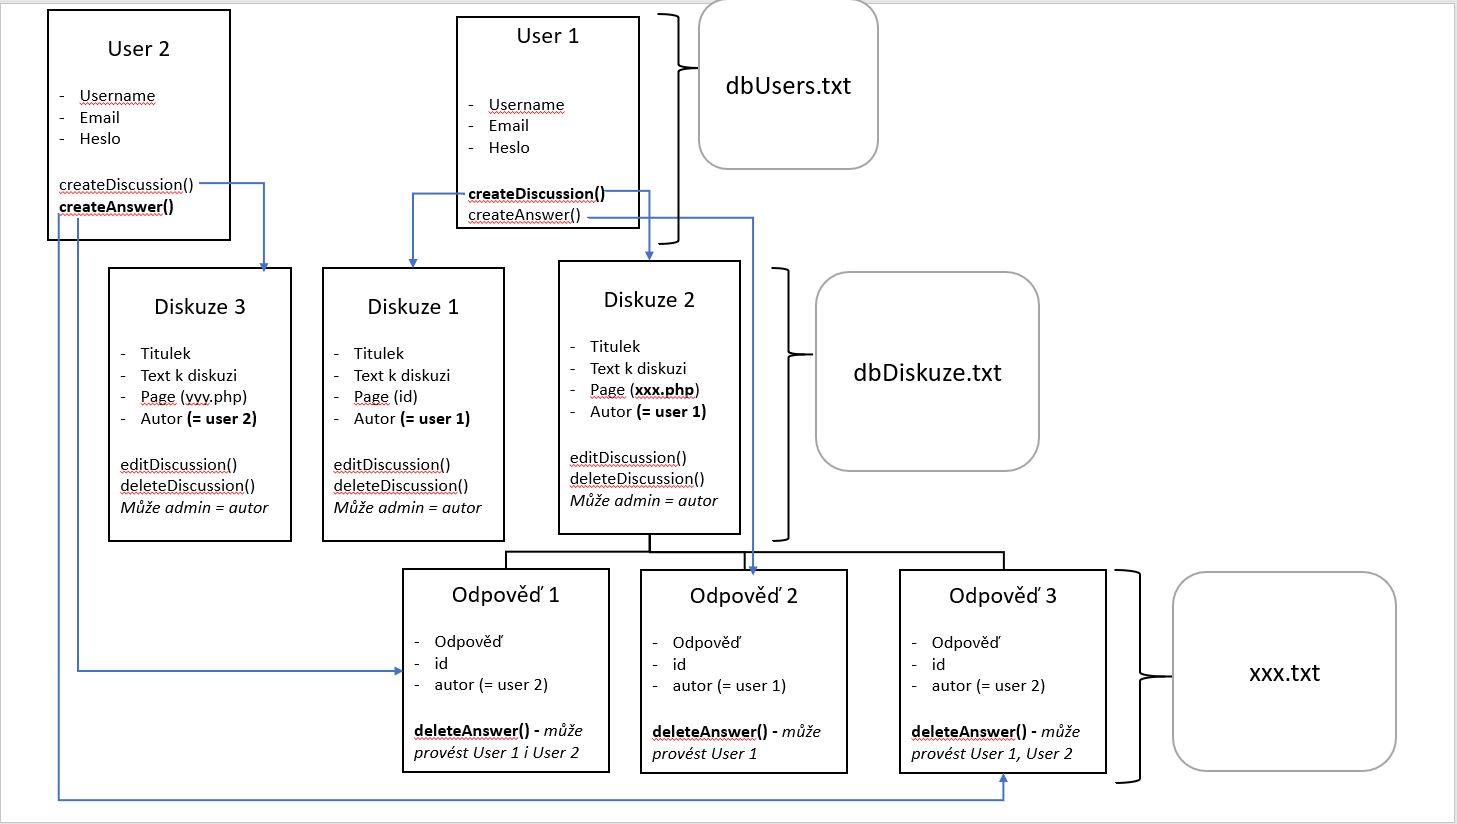 User 2
- Username
- Email
- Heslo
createDiscussion()
createAnswer()
User 1
- Username
- Email
- Heslo
createDiscussion()
createAnswer()
dbUsers.txt
Diskuze 3
- Titulek
- Text k diskuzi
- Page (yyy.php)
- Autor (= user 2)
editDiscussion()
deleteDiscussion()
Může admin = autor
Diskuze 1
- Titulek
- Text k diskuzi
- Page (id)
- Autor (= user 1)
editDiscussion()
deleteDiscussion()
Může admin = autor
Diskuze 2
- Titulek
- Text k diskuzi
- Page (xxx.php)
- Autor (= user 1)
editDiscussion()
deleteDiscussion()
Může admin = autor
dbDiskuze.txt
Odpověď 1
- Odpověď
- id
- autor (= user 2)
deleteAnswer() - může
provést User 1 i User 2
Odpověď 2
- Odpověď
- id
- autor (= user 1)
deleteAnswer() - může
provést User 1
Odpověď 3
- Odpověď
- id
- autor (= user 2)
deleteAnswer() - může
provést User 1, User 2
xxx.txt